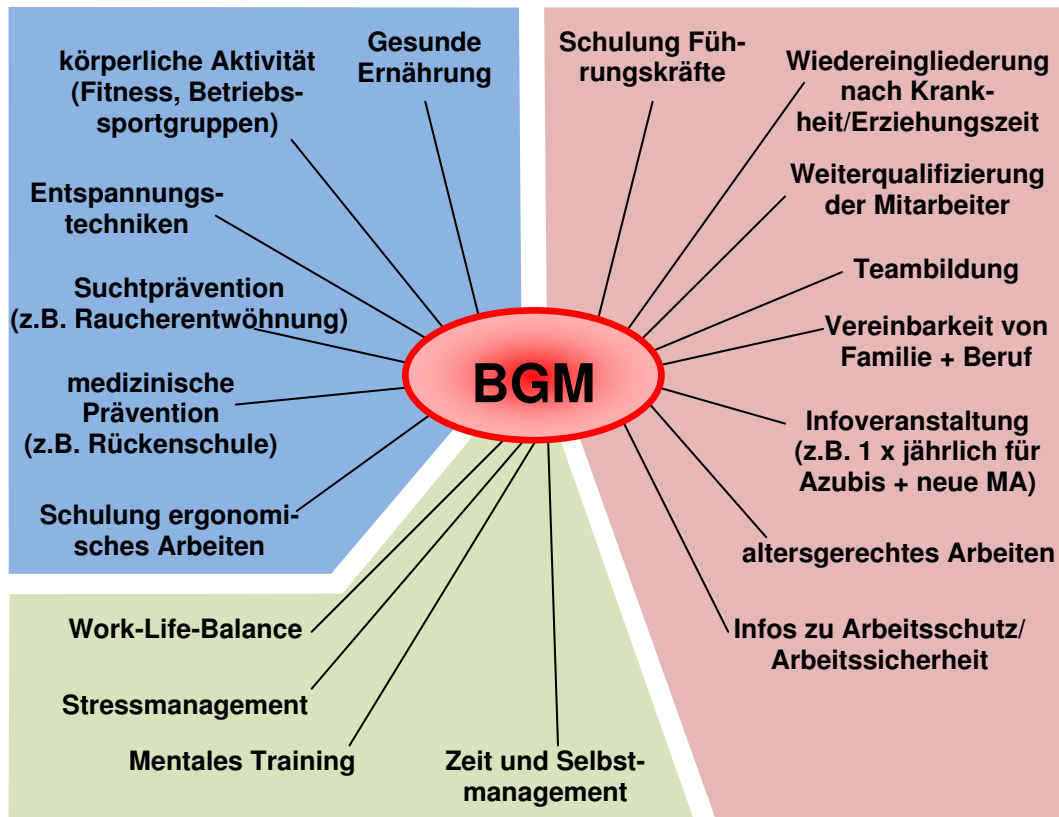 körperliche Aktivität
(Fitness, Betriebs-
sportgruppen)
Gesunde
Ernährung
Entspannungs-
techniken
Suchtprävention
(z.B. Raucherentwöhnung)
medizinische
Prävention
(z.B. Rückenschule)
Schulung ergonomi-
sches Arbeiten
Schulung Füh-
rungskräfte
Wiedereingliederung
nach Krank-
heit/Erziehungszeit
Weiterqualifizierung
der Mitarbeiter
Teambildung
Vereinbarkeit von
Familie + Beruf
Infoveranstaltung
(z.B. 1 x jährlich für
Azubis + neue MA)
altersgerechtes Arbeiten
Infos zu Arbeitsschutz/
Arbeitssicherheit
BGM
Work-Life-Balance
Stressmanagement
Mentales Training
Zeit und Selbst-
management